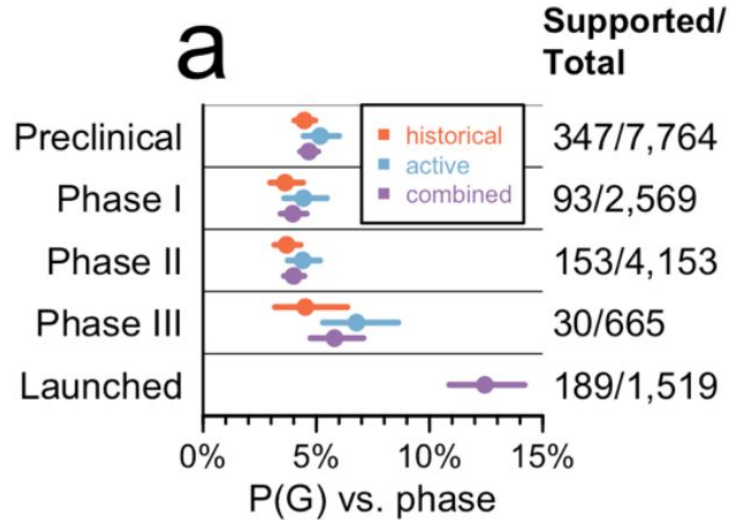 a
Supported/
Total
Preclinical
historical
active
combined
347/7,764
Phase I
93/2,569
Phase II
153/4,153
Phase III
30/665
Launched
189/1,519
0% 5% 10% 15%
P(G) vs. phase